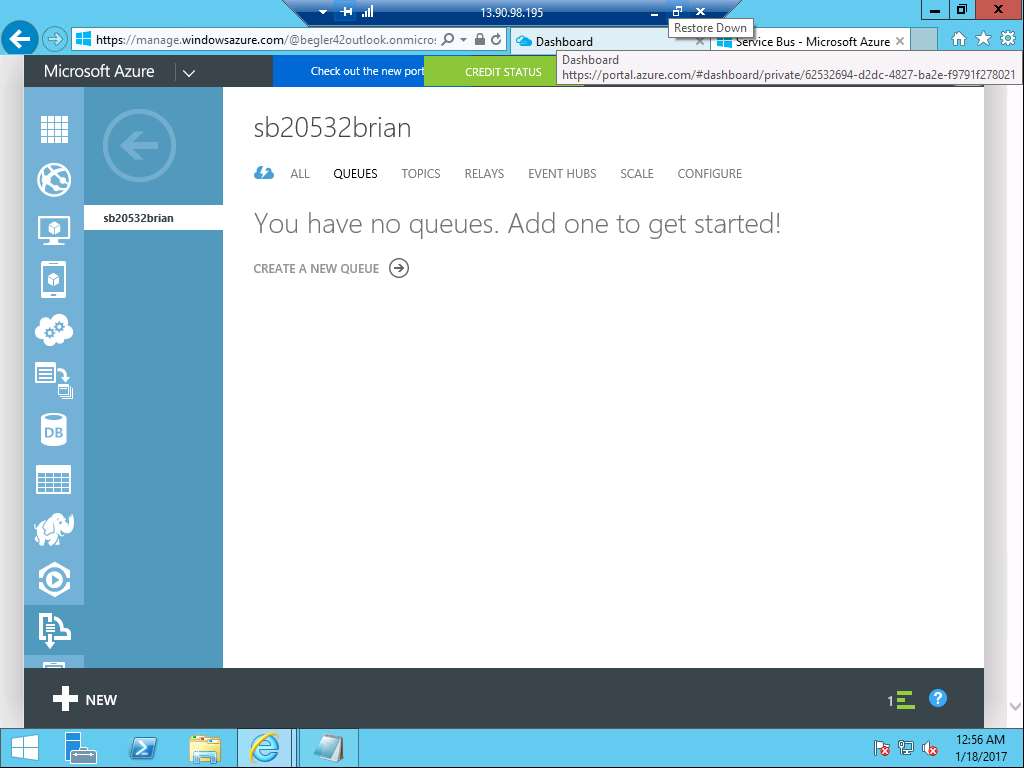 13.90.98.195
Restore Down
https://manage.windowsazure.com/@begler42outlook.onmicros
Dashboard
Service Bus - Microsoft Azure
Dashboard
https://portal.azure.com/#dashboard/private/62532694-d2dc-4827-ba2e-f9791f278021
Microsoft Azure
Check out the new port
CREDIT STATUS
sb20532brian
ALL QUEUES TOPICS RELAYS EVENT HUBS SCALE CONFIGURE
sb20532brian
You have no queues. Add one to get started!
CREATE A NEW QUEUE
DB
NEW
1
?
12:56 AM
1/18/2017